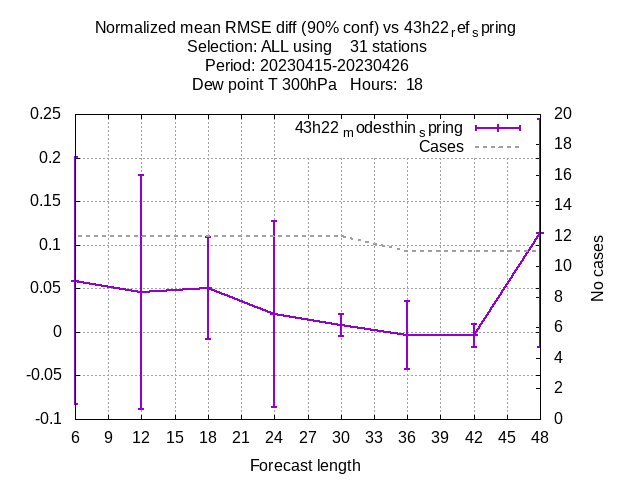 Normalized mean RMSE diff (90% conf) vs 43h22ref spring
Selection: ALL using 31 stations
Period: 20230415-20230426
Dew point T 300hPa Hours: 18
43h22modesthinspring
Cases
0.25
0.2
0.15
0.1
0.05
0
-0.05
-0.1
20
18
16
14
12
10
8
6
4
2
0
No cases
6 9 12 15 18 21 24 27 30 33 36 39 42 45 48
Forecast length